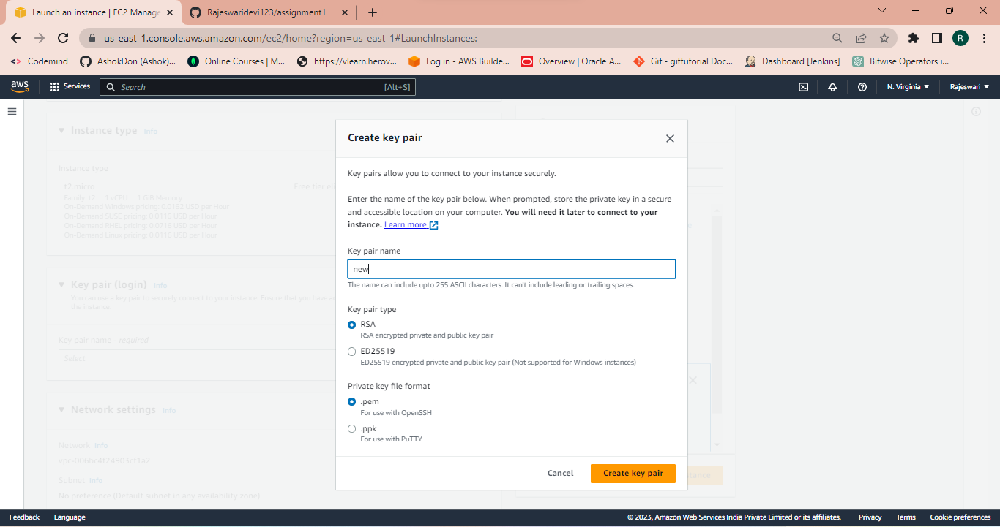 Launch an instance | EC2 Manage
Rajeswaridevi123/assignment1
us-east-1.console.aws.amazon.com/ec2/home?region=us-east-1#LaunchInstances:
R
<> Codemind
AshokDon (Ashok)...
Online Courses | M...
https://vlearn.herov...
Log in - AWS Builde...
Overview | Oracle A...
Git - gittutorial Doc...
Dashboard [Jenkins]
Bitwise Operators i...
aws
Services
Search
[Alt+S]
N. Virginia
Rajeswari
Instance type Info
Instance type
t2.micro
Free tier eli
Family: t2 1 vCPU 1 GiB Memory
On-Demand Windows pricing: 0.0162 USD per Hour
On-Demand SUSE pricing: 0.0116 USD per Hour
On-Demand RHEL pricing: 0.0716 USD per Hour
On-Demand Linux pricing: 0.0116 USD per Hour
Key pair (login) Info
You can use a key pair to securely connect to your instance. Ensure that you have ac
the instance.
Key pair name - required
Select
Network settings Info
Network Info
vpc-006bc4f24903cf1a2
Subnet Info
No preference (Default subnet in any availability zone)
Create key pair
Key pairs allow you to connect to your instance securely.
Enter the name of the key pair below. When prompted, store the private key in a secure
and accessible location on your computer. You will need it later to connect to your
instance. Learn more
Key pair name
new
The name can include upto 255 ASCII characters. It can't include leading or trailing spaces.
Key pair type
RSA
RSA encrypted private and public key pair
ED25519
ED25519 encrypted private and public key pair (Not supported for Windows instances)
Private key file format
.pem
For use with OpenSSH
.ppk
For use with PuTTY
Cancel
Create key pair
Feedback
Language
© 2023, Amazon Web Services India Private Limited or its affiliates.
Privacy
Terms
Cookie preferences